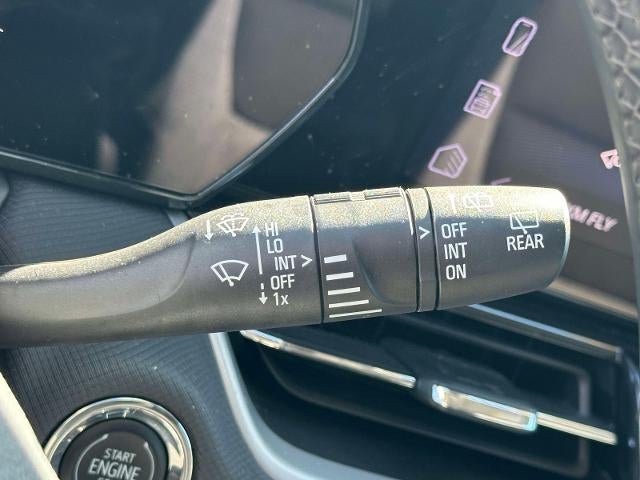 HI
LO
INT >
OFF
1x
> OFF
INT
ON
REAR
START
ENGINE